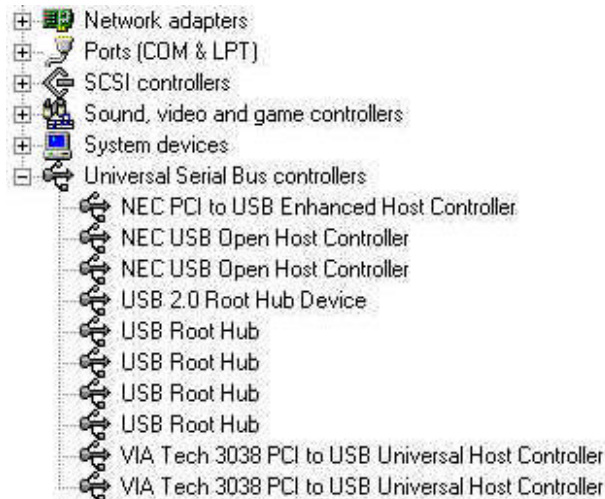 Network adapters
Ports (COM & LPT)
SCSI controllers
Sound, video and game controllers
System devices
Universal Serial Bus controllers
NEC PCI to USB Enhanced Host Controller
NEC USB Open Host Controller
NEC USB Open Host Controller
USB 2.0 Root Hub Device
USB Root Hub
USB Root Hub
USB Root Hub
USB Root Hub
VIA Tech 3038 PCI to USB Universal Host Controller
VIA Tech 3038 PCI to USB Universal Host Controller